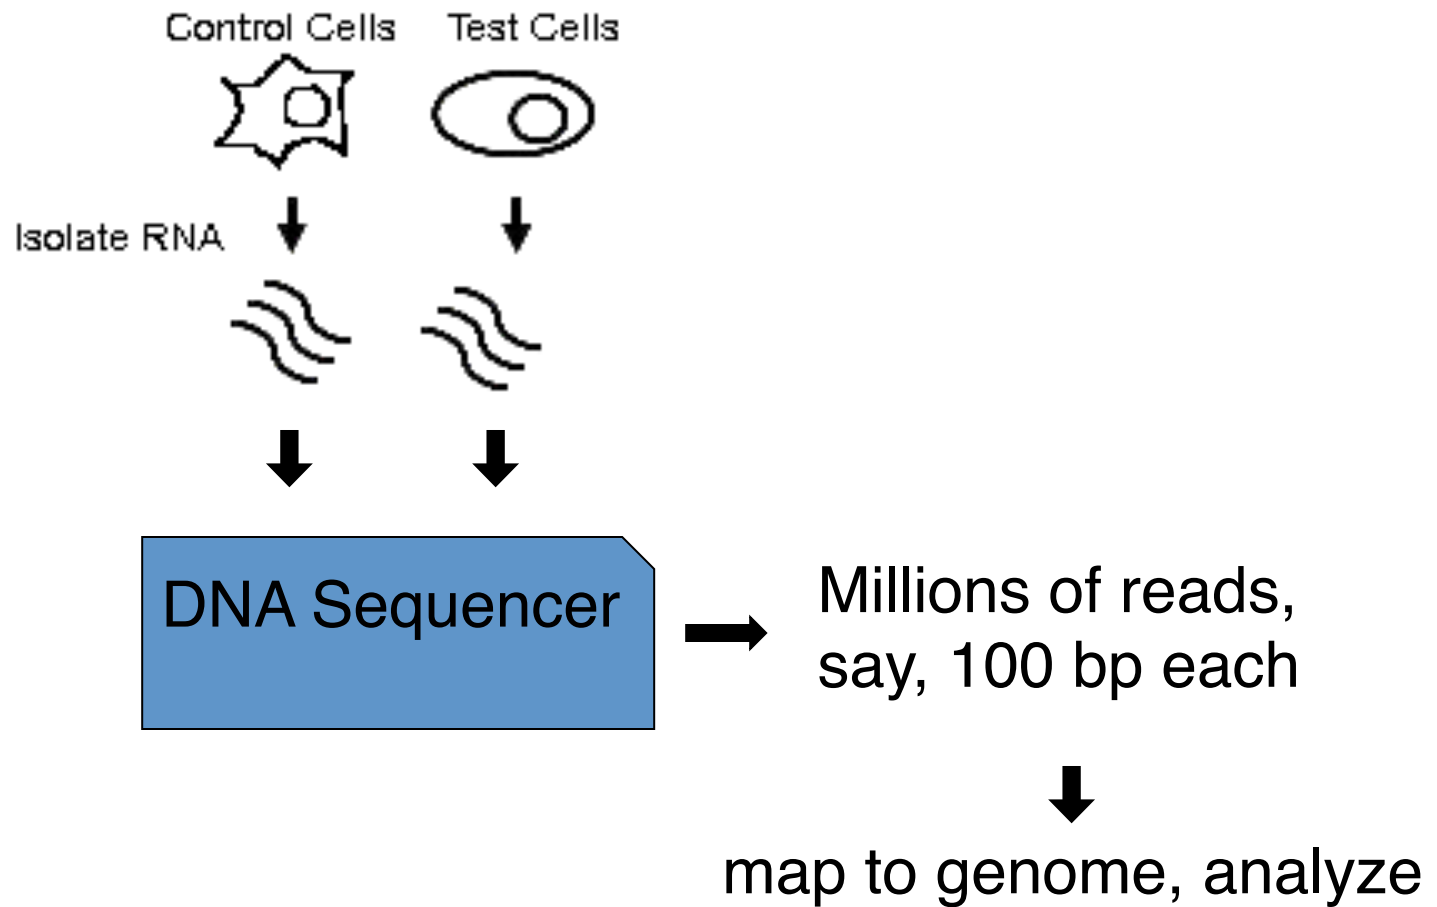 Control Cells
Test Cells
Isolate RNA
DNA Sequencer
Millions of reads,
say, 100 bp each
map to genome, analyze